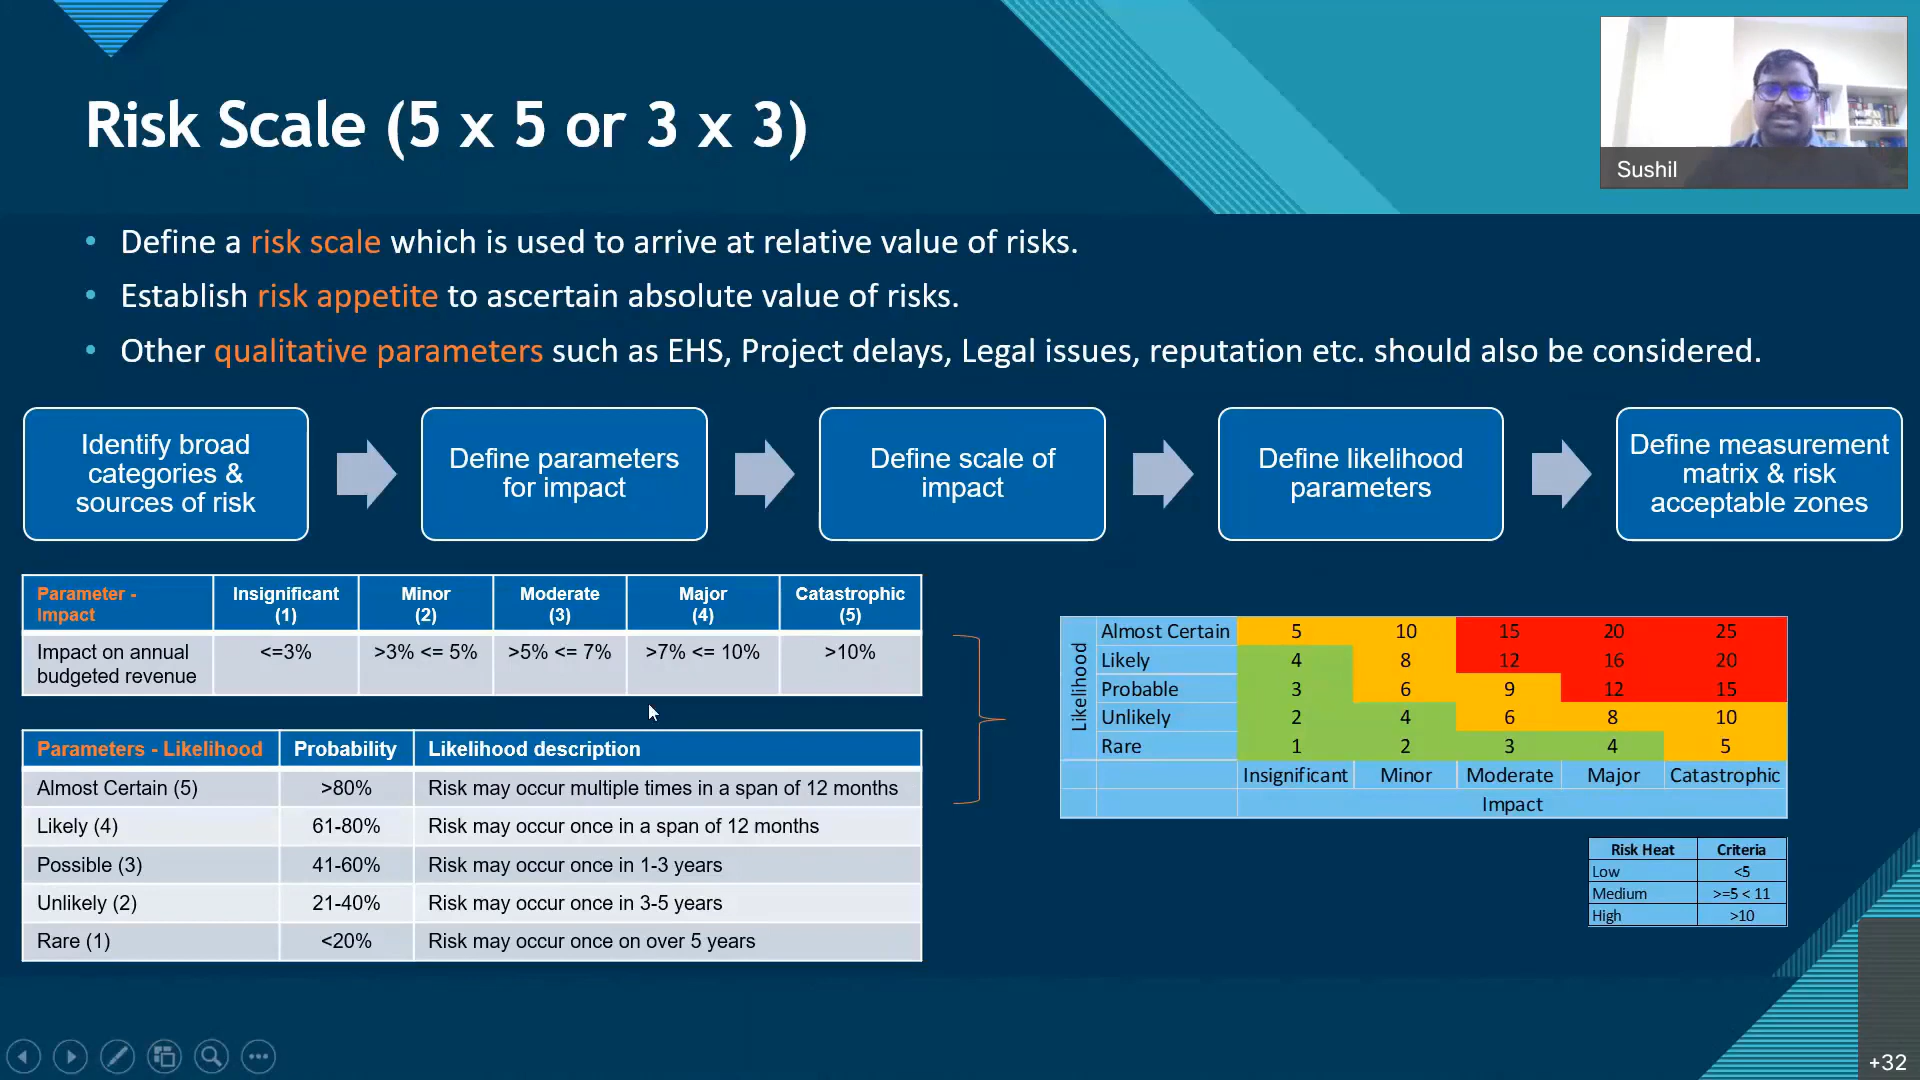 Risk Scale (5 x 5 or 3 x 3)
Sushil
• Define a risk scale which is used to arrive at relative value of risks.
• Establish risk appetite to ascertain absolute value of risks.
• Other qualitative parameters such as EHS, Project delays, Legal issues, reputation etc. should also be considered.
Identify broad
categories &
sources of risk
Define parameters
for impact
Define scale of
impact
Define likelihood
parameters
Define measurement
matrix & risk
acceptable zones
Parameter -
Impact
Insignificant
(1)
Minor
(2)
Moderate
(3)
Major
(4)
Catastrophic
(5)
Impact on annual
budgeted revenue
<=3%
>3% <= 5%
>5% <= 7%
>7% <= 10%
>10%
Parameters - Likelihood Probability Likelihood description
Almost Certain (5) >80% Risk may occur multiple times in a span of 12 months
Likely (4) 61-80% Risk may occur once in a span of 12 months
Possible (3) 41-60% Risk may occur once in 1-3 years
Unlikely (2) 21-40% Risk may occur once in 3-5 years
Rare (1) <20% Risk may occur once on over 5 years
Likelihood
Almost Certain 5 10 15 20 25
Likely 4 8 12 16 20
Probable 3 6 9 12 15
Unlikely 2 4 6 8 10
Rare 1 2 3 4 5
Insignificant Minor Moderate Major Catastrophic
Impact
Risk Heat Criteria
Low <5
Medium >=5 < 11
High >10
+32